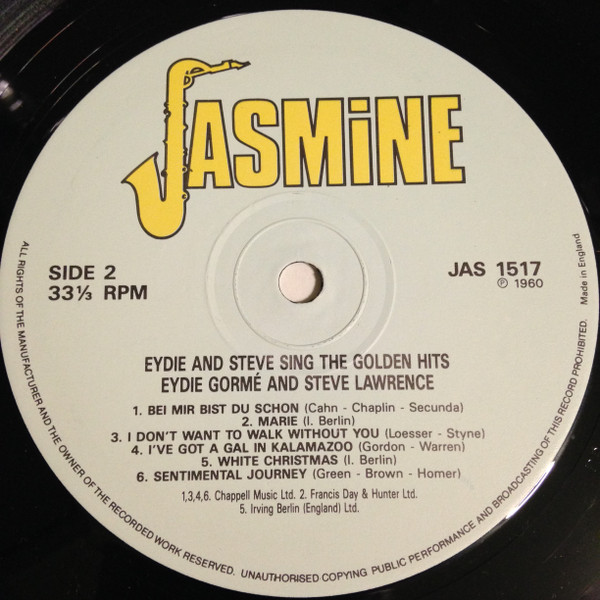 JASMiNE
SIDE 2
33⅓ RPM
JAS 1517
℗ 1960
Made in England
EYDIE AND STEVE SING THE GOLDEN HITS
EYDIE GORMÉ AND STEVE LAWRENCE
1. BEI MIR BIST DU SCHON (Cahn - Chaplin - Secunda)
2. MARIE (I. Berlin)
3. I DON'T WANT TO WALK WITHOUT YOU (Loesser - Styne)
4. I'VE GOT A GAL IN KALAMAZOO (Gordon - Warren)
5. WHITE CHRISTMAS (I. Berlin)
6. SENTIMENTAL JOURNEY (Green - Brown - Homer)
1,3,4,6. Chappell Music Ltd. 2. Francis Day & Hunter Ltd.
5. Irving Berlin (England) Ltd.
ALL RIGHTS OF THE MANUFACTURER AND THE OWNER OF THE RECORDED WORK RESERVED. UNAUTHORISED COPYING PUBLIC PERFORMANCE AND BROADCASTING OF THIS RECORD PROHIBITED.